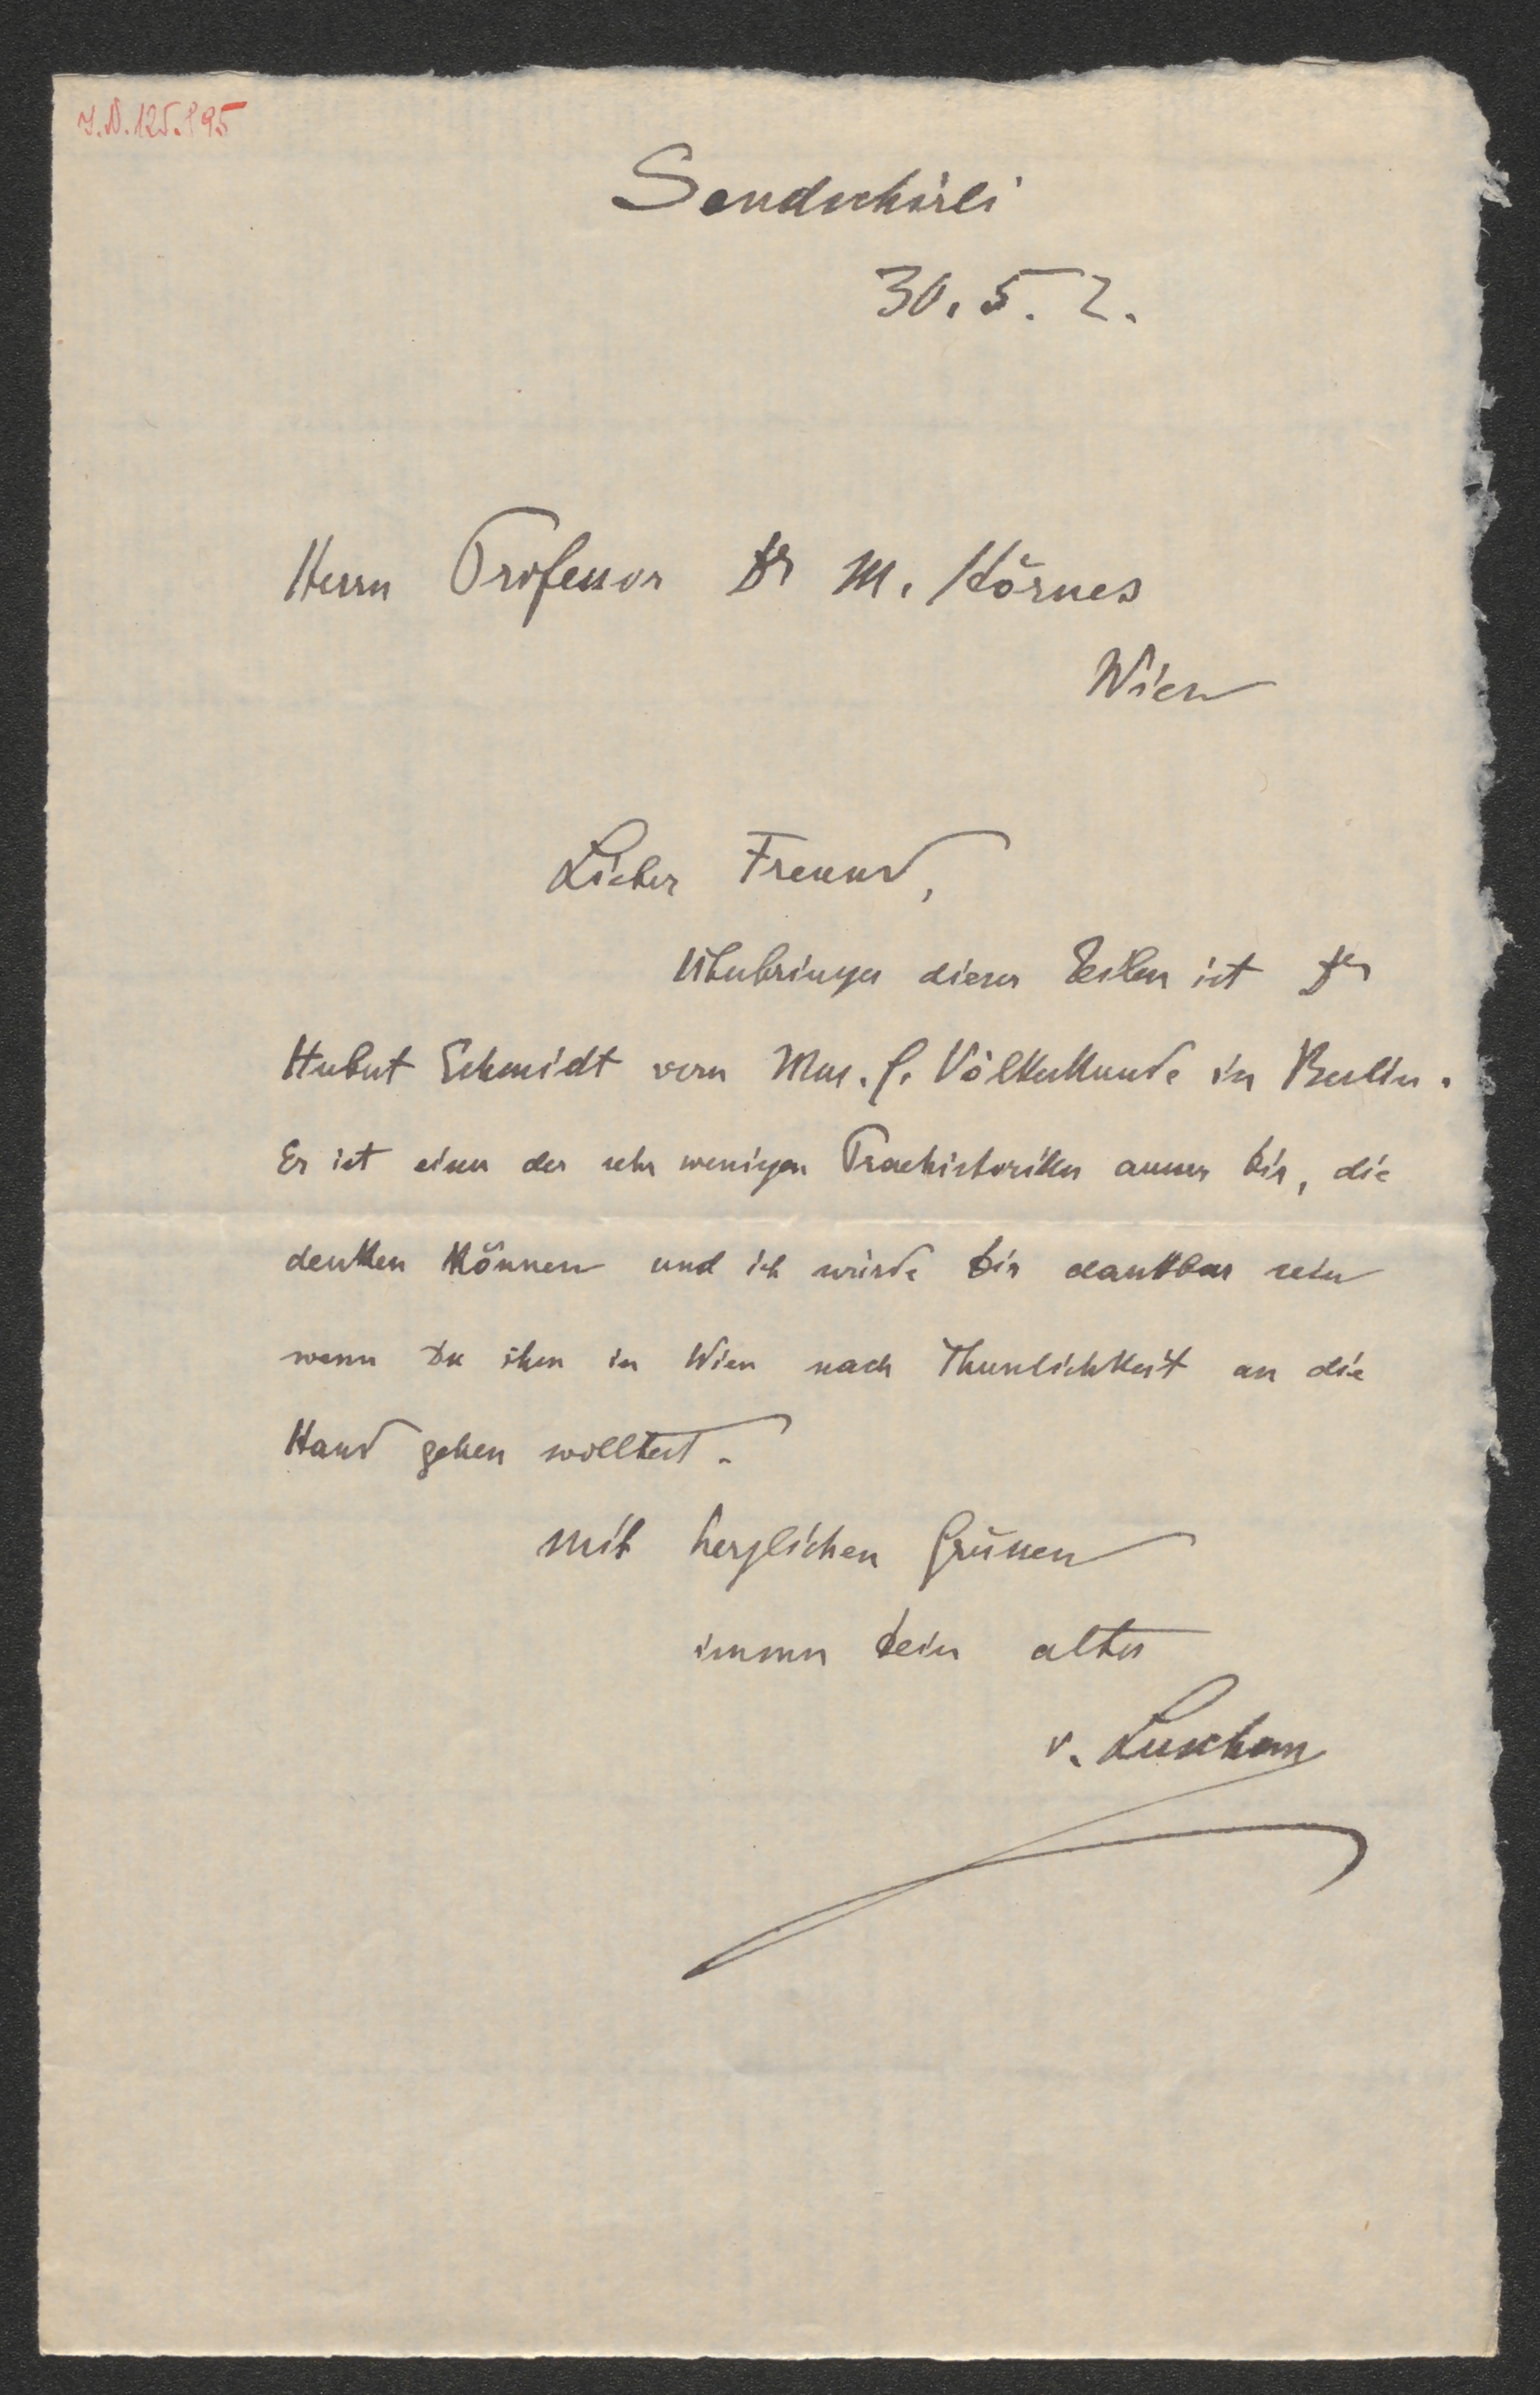 I.N. 125.895
Sendschirli
30. 5. 2.
Herrn Professor Dr M. Hörnes
Wien
Lieber Freund,
Überbringer dieser Zeilen ist Dr
Hubert Schmidt vom Mus. f. Völkerkunde in Berlin.
Er ist einer der sehr wenigen Praehistoriker ausser Dir, die
denken können und ich würde Dir dankbar sein
wenn Du ihm in Wien nach Thunlichkeit an die
Hand gehen wolltest.
Mit herzlichen Grüssen
immer Dein alter
v. Luschan